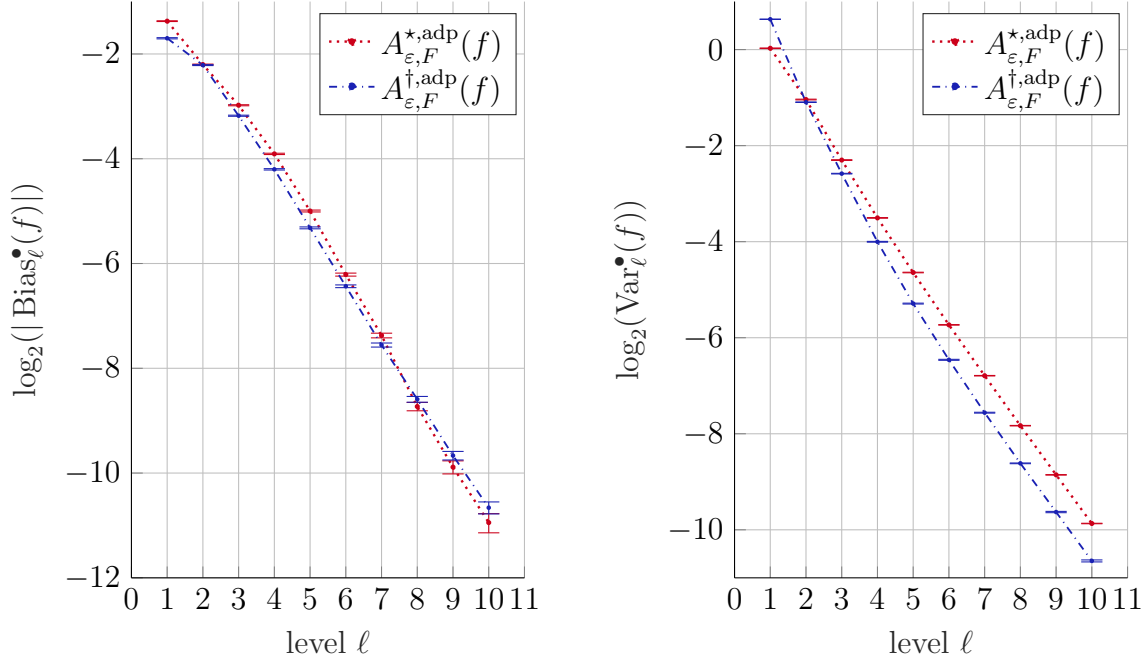 −2
−4
−6
−8
−10
−12
0 1 2 3 4 5 6 7 8 9 10 11
level ℓ
log₂(| Bias•ℓ(f)|)
A⋆,adp ε,F (f)
A†,adp ε,F (f)
0
−2
−4
−6
−8
−10
0 1 2 3 4 5 6 7 8 9 10 11
level ℓ
log₂(Var•ℓ(f))
A⋆,adp ε,F (f)
A†,adp ε,F (f)